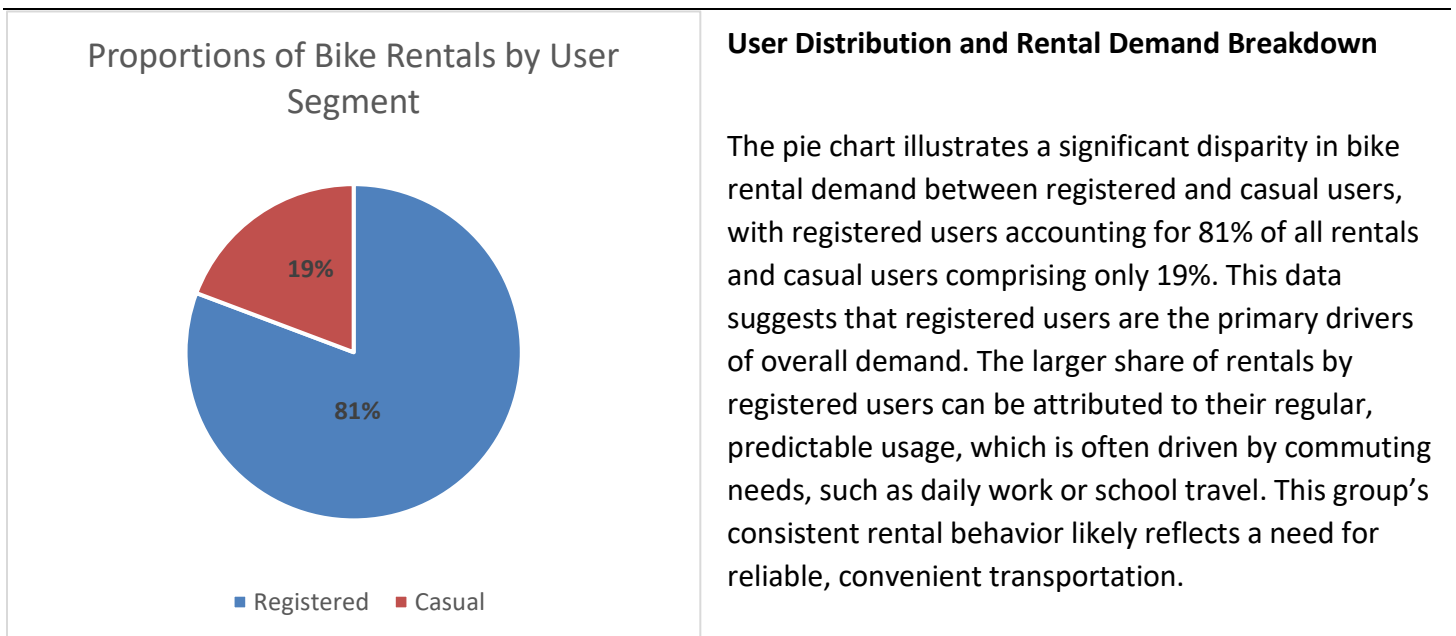 Proportions of Bike Rentals by User
Segment
19%
81%
Registered
Casual
User Distribution and Rental Demand Breakdown
The pie chart illustrates a significant disparity in bike
rental demand between registered and casual users,
with registered users accounting for 81% of all rentals
and casual users comprising only 19%. This data
suggests that registered users are the primary drivers
of overall demand. The larger share of rentals by
registered users can be attributed to their regular,
predictable usage, which is often driven by commuting
needs, such as daily work or school travel. This group’s
consistent rental behavior likely reflects a need for
reliable, convenient transportation.